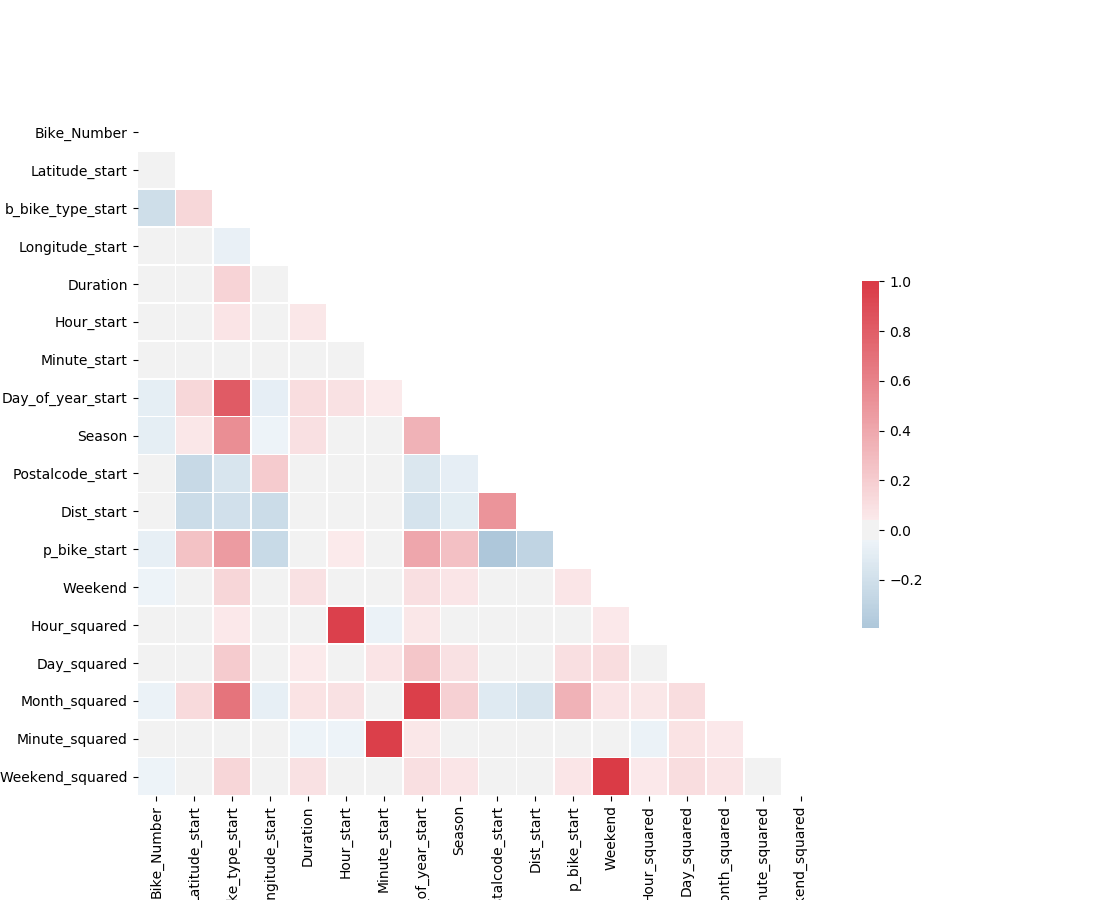 Bike_Number
Latitude_start
b_bike_type_start
Longitude_start
Duration
Hour_start
Minute_start
Day_of_year_start
Season
Postalcode_start
Dist_start
p_bike_start
Weekend
Hour_squared
Day_squared
Month_squared
Minute_squared
Weekend_squared
1.0
0.8
0.6
0.4
0.2
0.0
−0.2
Bike_Number
Latitude_start
ke_type_start
ngitude_start
Duration
Hour_start
Minute_start
of_year_start
Season
talcode_start
Dist_start
p_bike_start
Weekend
Hour_squared
Day_squared
onth_squared
nute_squared
kend_squared